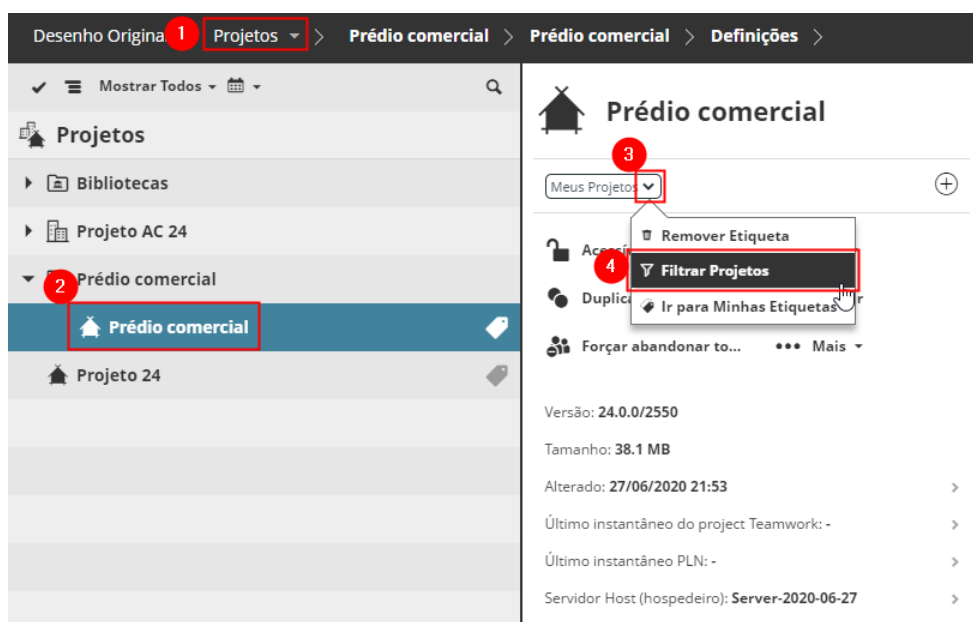 Desenho Origina 1 Projetos > Prédio comercial > Prédio comercial > Definições >
Mostrar Todos
Projetos
Bibliotecas
Projeto AC 24
Prédio comercial
2
Prédio comercial
Projeto 24
Prédio comercial
3
Meus Projetos
Remover Etiqueta
4 Filtrar Projetos
Ir para Minhas Etiquetas
Forçar abandonar to... ••• Mais
Versão: 24.0.0/2550
Tamanho: 38.1 MB
Alterado: 27/06/2020 21:53
Último instantâneo do project Teamwork: -
Último instantâneo PLN: -
Servidor Host (hospedeiro): Server-2020-06-27